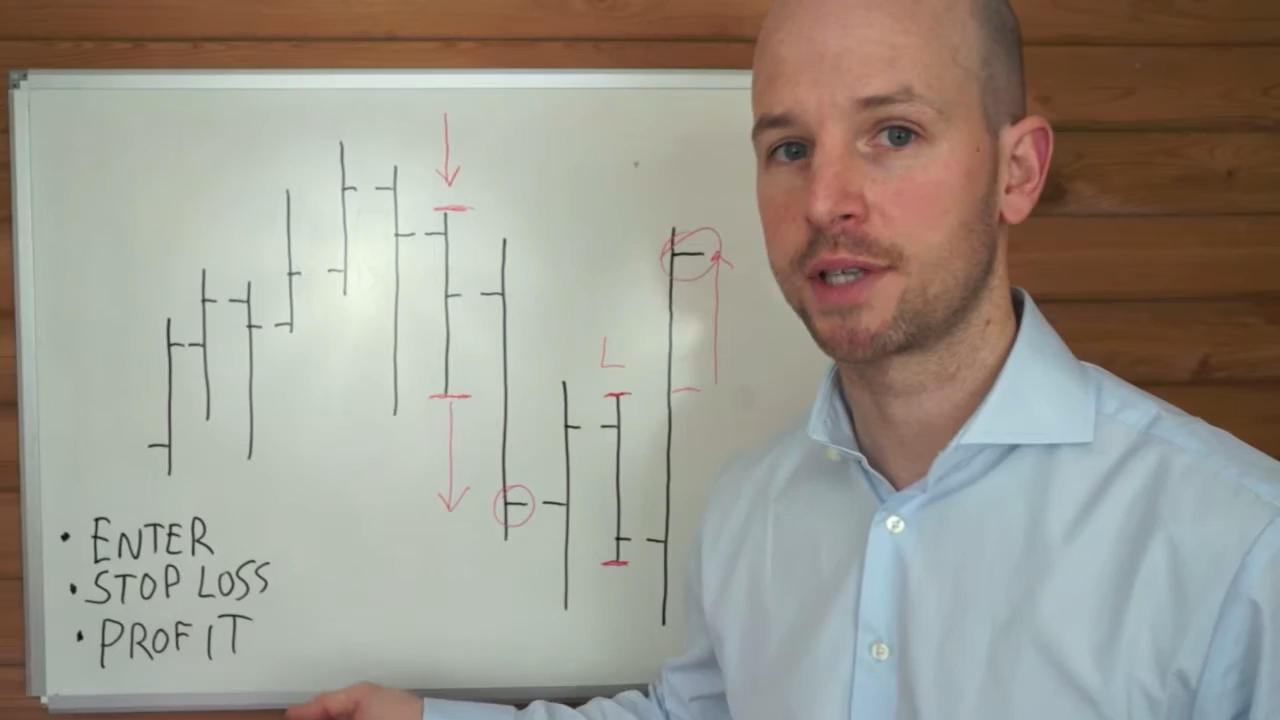 L
• ENTER
• STOP LOSS
• PROFIT